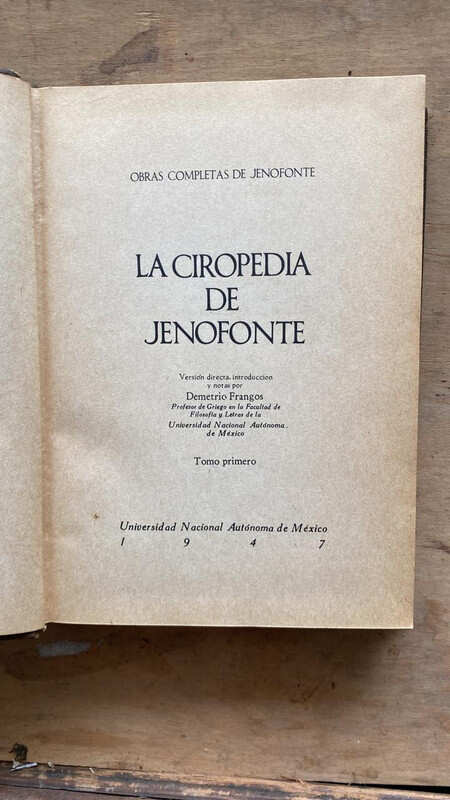 OBRAS COMPLETAS DE JENOFONTE
LA CIROPEDIA
DE
JENOFONTE
Versión directa, introduccion
y notas por
Demetrio Frangos
Profesor de Griego en la Facultad de
Filosofía y Letras de la
Universidad Nacional Autónoma
de México
Tomo primero
Universidad Nacional Autónoma de México
1 9 4 7